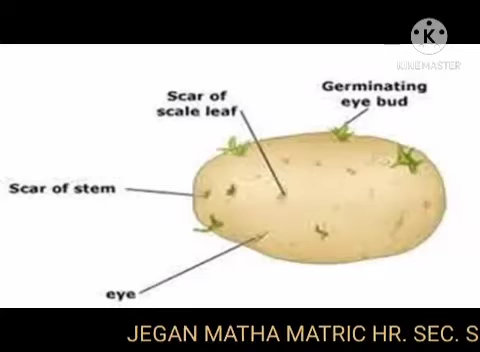 K
KINEMASTER
Germinating
eye bud
Scar of
scale leaf
Scar of stem
eye
JEGAN MATHA MATRIC HR. SEC. S